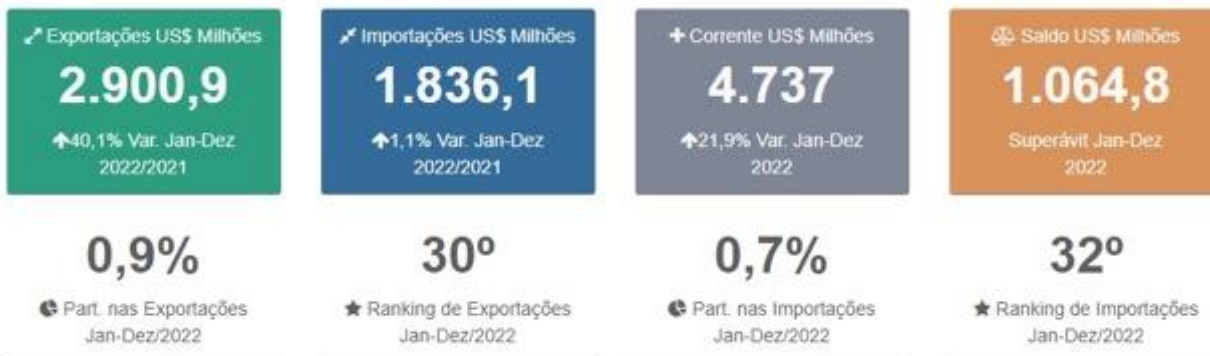 Exportações US$ Milhões
2.900,9
40,1% Var. Jan-Dez
2022/2021
Importações US$ Milhões
1.836,1
1,1% Var. Jan-Dez
2022/2021
Corrente US$ Milhões
4.737
21,9% Var. Jan-Dez
2022
Saldo US$ Milhões
1.064,8
Superávit Jan-Dez
2022
0,9%
Part. nas Exportações
Jan-Dez/2022
30º
Ranking de Exportações
Jan-Dez/2022
0,7%
Part. nas Importações
Jan-Dez/2022
32º
Ranking de Importações
Jan-Dez/2022